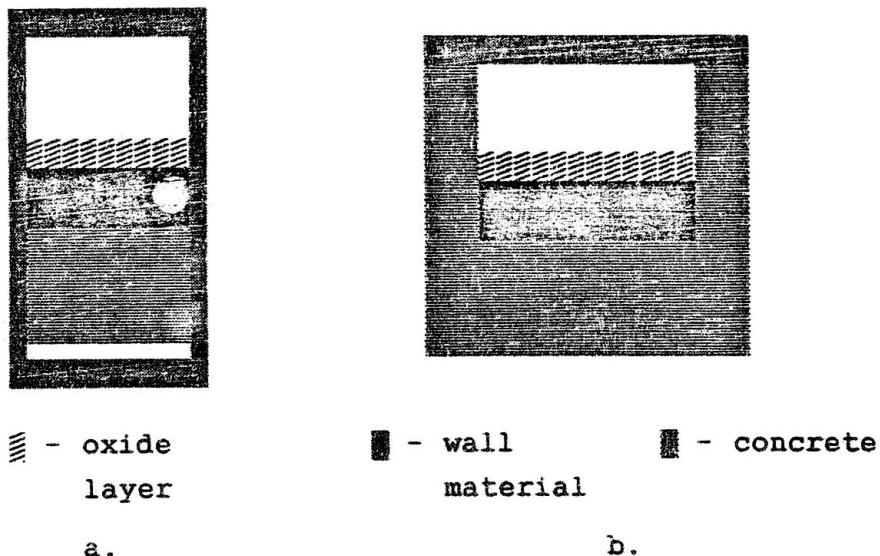 - oxide layer
- wall material
- concrete
a.
b.